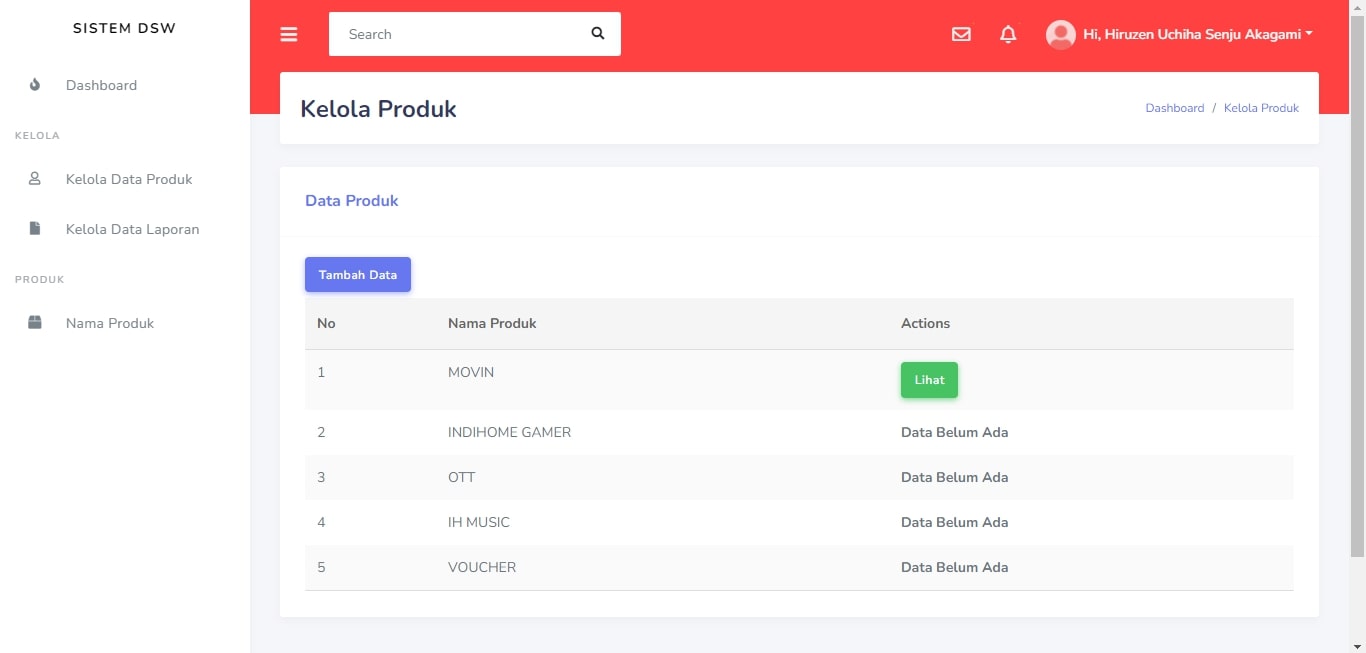 SISTEM DSW
Search
Hi, Hiruzen Uchiha Senju Akagami
Dashboard
KELOLA
Kelola Data Produk
Kelola Data Laporan
PRODUK
Nama Produk
Kelola Produk
Dashboard / Kelola Produk
Data Produk
Tambah Data
No Nama Produk Actions
1 MOVIN Lihat
2 INDIHOME GAMER Data Belum Ada
3 OTT Data Belum Ada
4 IH MUSIC Data Belum Ada
5 VOUCHER Data Belum Ada